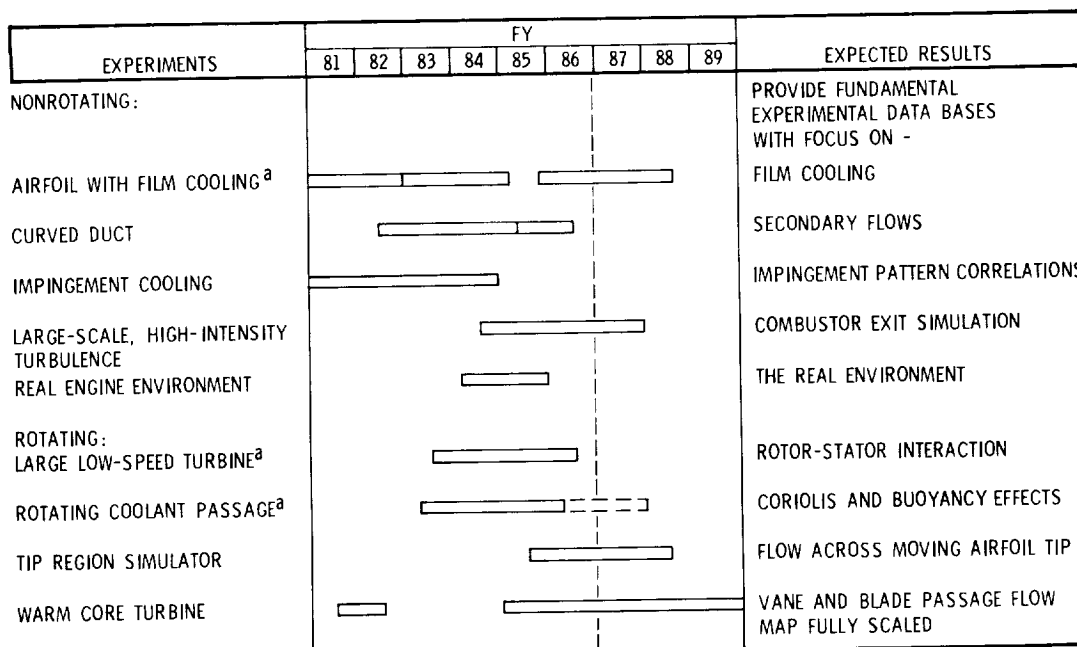 FY
EXPERIMENTS 81 82 83 84 85 86 87 88 89 EXPECTED RESULTS
NONROTATING:
PROVIDE FUNDAMENTAL
EXPERIMENTAL DATA BASES
WITH FOCUS ON -
AIRFOIL WITH FILM COOLINGa
FILM COOLING
CURVED DUCT
SECONDARY FLOWS
IMPINGEMENT COOLING
IMPINGEMENT PATTERN CORRELATIONS
LARGE-SCALE, HIGH-INTENSITY
TURBULENCE
COMBUSTOR EXIT SIMULATION
REAL ENGINE ENVIRONMENT
THE REAL ENVIRONMENT
ROTATING:
LARGE LOW-SPEED TURBINEa
ROTOR-STATOR INTERACTION
ROTATING COOLANT PASSAGEa
CORIOLIS AND BUOYANCY EFFECTS
TIP REGION SIMULATOR
FLOW ACROSS MOVING AIRFOIL TIP
WARM CORE TURBINE
VANE AND BLADE PASSAGE FLOW
MAP FULLY SCALED